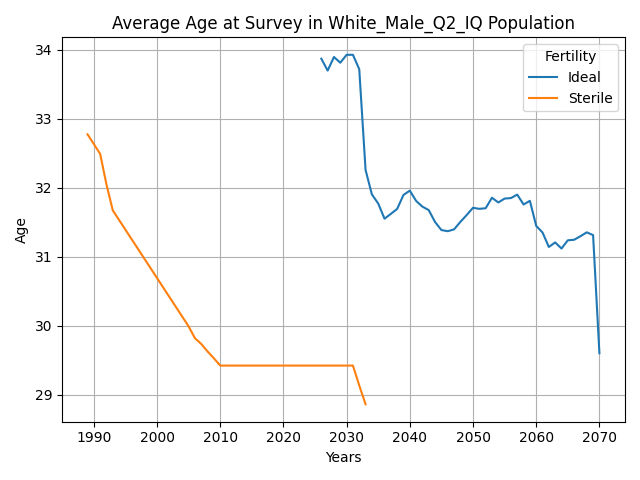 Average Age at Survey in White_Male_Q2_IQ Population
Fertility
Ideal
Sterile
Age
34
33
32
31
30
29
1990 2000 2010 2020 2030 2040 2050 2060 2070
Years